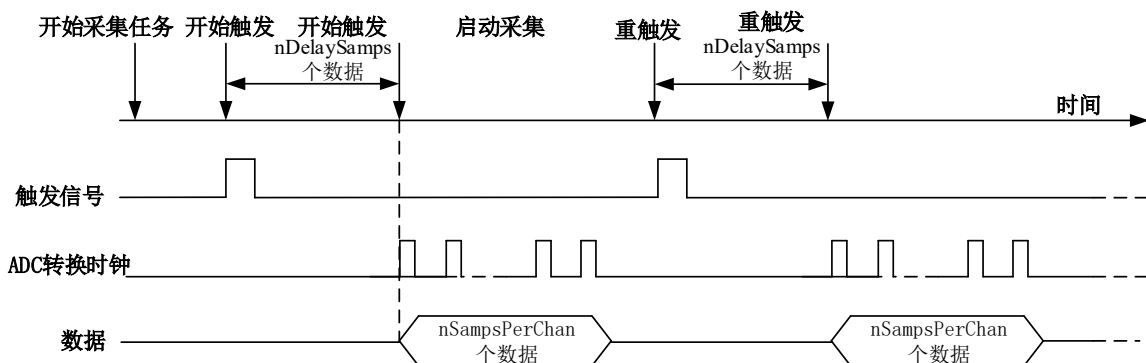 开始采集任务 开始触发 开始触发 启动采集 重触发 重触发
nDelaySamps
个数据
nDelaySamps
个数据
时间
触发信号
ADC转换时钟
数据
nSampsPerChan
个数据
nSampsPerChan
个数据